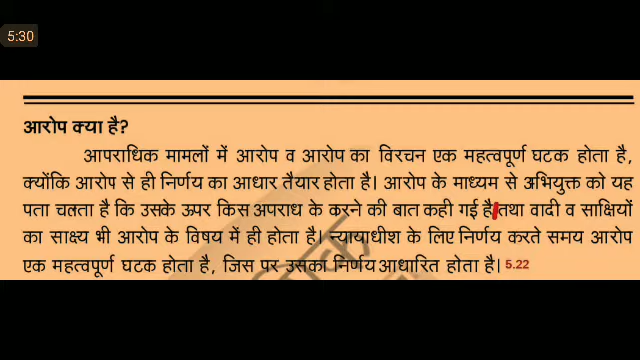 5:30
आरोप क्या है?
आपराधिक मामलों में आरोप व आरोप का विरचन एक महत्वपूर्ण घटक होता है,
क्योंकि आरोप से ही निर्णय का आधार तैयार होता है। आरोप के माध्यम से अभियुक्त को यह
पता चलता है कि उसके ऊपर किस अपराध के करने की बात कही गई है तथा वादी व साक्षियों
का साक्ष्य भी आरोप के विषय में ही होता है। न्यायाधीश के लिए निर्णय करते समय आरोप
एक महत्वपूर्ण घटक होता है, जिस पर उसका निर्णय आधारित होता है। 5.22